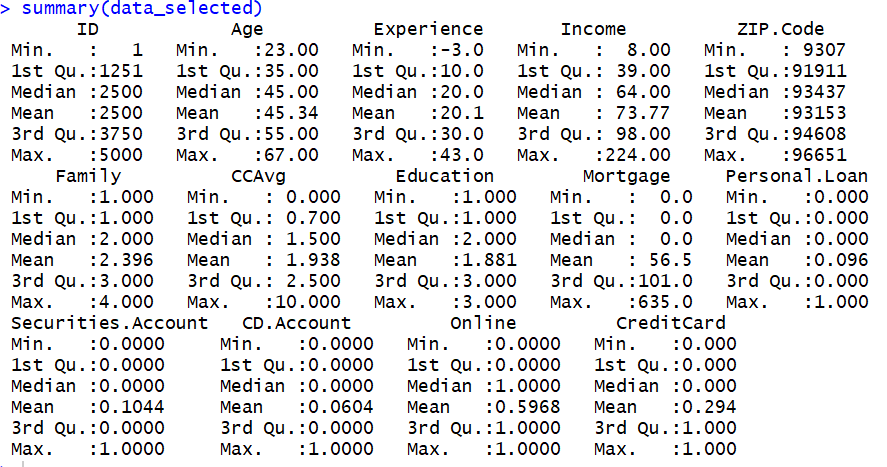 > summary(data_selected)
ID Age Experience Income ZIP.Code
Min. : 1 Min. :23.00 Min. :-3.0 Min. : 8.00 Min. : 9307
1st Qu.:1251 1st Qu.:35.00 1st Qu.:10.0 1st Qu.: 39.00 1st Qu.:91911
Median :2500 Median :45.00 Median :20.0 Median : 64.00 Median :93437
Mean :2500 Mean :45.34 Mean :20.1 Mean : 73.77 Mean :93153
3rd Qu.:3750 3rd Qu.:55.00 3rd Qu.:30.0 3rd Qu.: 98.00 3rd Qu.:94608
Max. :5000 Max. :67.00 Max. :43.0 Max. :224.00 Max. :96651
Family CCAvg Education Mortgage Personal.Loan
Min. :1.000 Min. : 0.000 Min. :1.000 Min. : 0.0 Min. :0.000
1st Qu.:1.000 1st Qu.: 0.700 1st Qu.:1.000 1st Qu.: 0.0 1st Qu.:0.000
Median :2.000 Median : 1.500 Median :2.000 Median : 0.0 Median :0.000
Mean :2.396 Mean : 1.938 Mean :1.881 Mean : 56.5 Mean :0.096
3rd Qu.:3.000 3rd Qu.: 2.500 3rd Qu.:3.000 3rd Qu.:101.0 3rd Qu.:0.000
Max. :4.000 Max. :10.000 Max. :3.000 Max. :635.0 Max. :1.000
Securities.Account CD.Account Online CreditCard
Min. :0.0000 Min. :0.0000 Min. :0.0000 Min. :0.000
1st Qu.:0.0000 1st Qu.:0.0000 1st Qu.:0.0000 1st Qu.:0.000
Median :0.0000 Median :0.0000 Median :1.0000 Median :0.000
Mean :0.1044 Mean :0.0604 Mean :0.5968 Mean :0.294
3rd Qu.:0.0000 3rd Qu.:0.0000 3rd Qu.:1.0000 3rd Qu.:1.000
Max. :1.0000 Max. :1.0000 Max. :1.0000 Max. :1.000